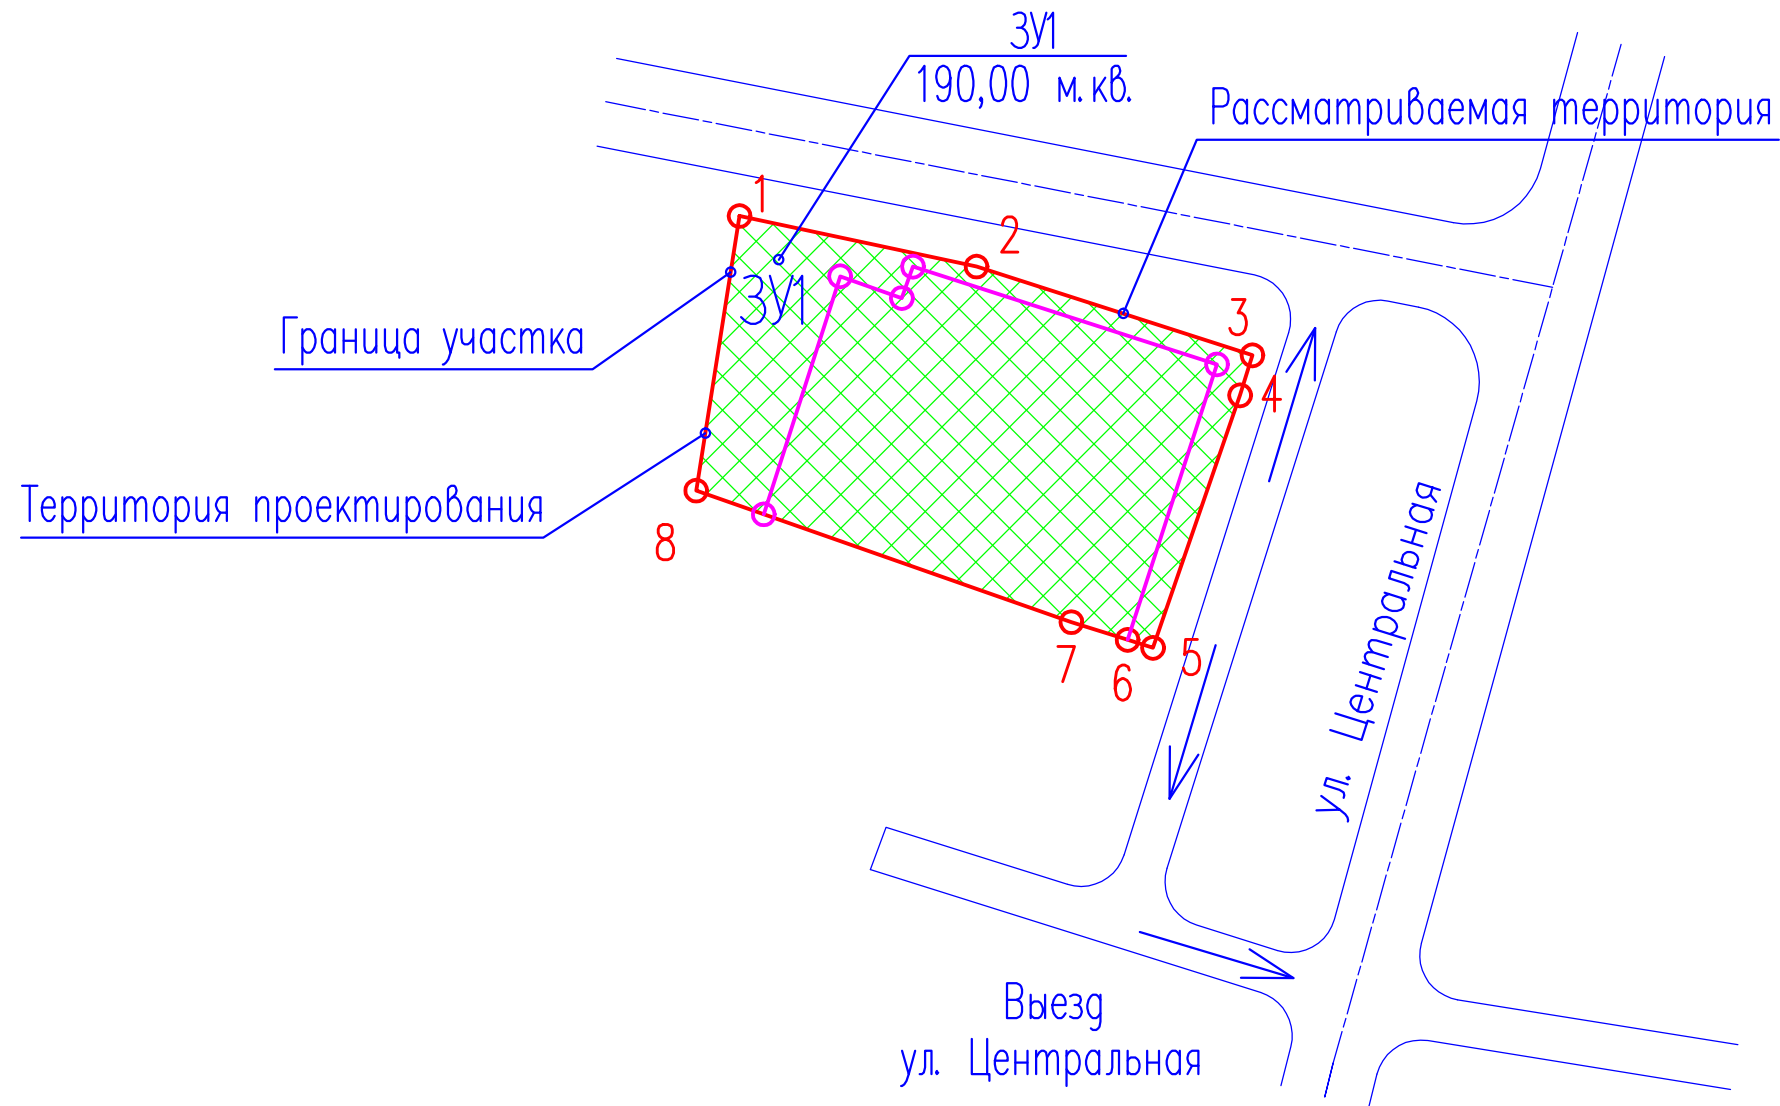 ЗУ1
190,00 м.кв.
Рассматриваемая территория
1
2
ЗУ1
3
Граница участка
4
Территория проектирования
8
5
7
6
ул. Центральная
Выезд
ул. Центральная